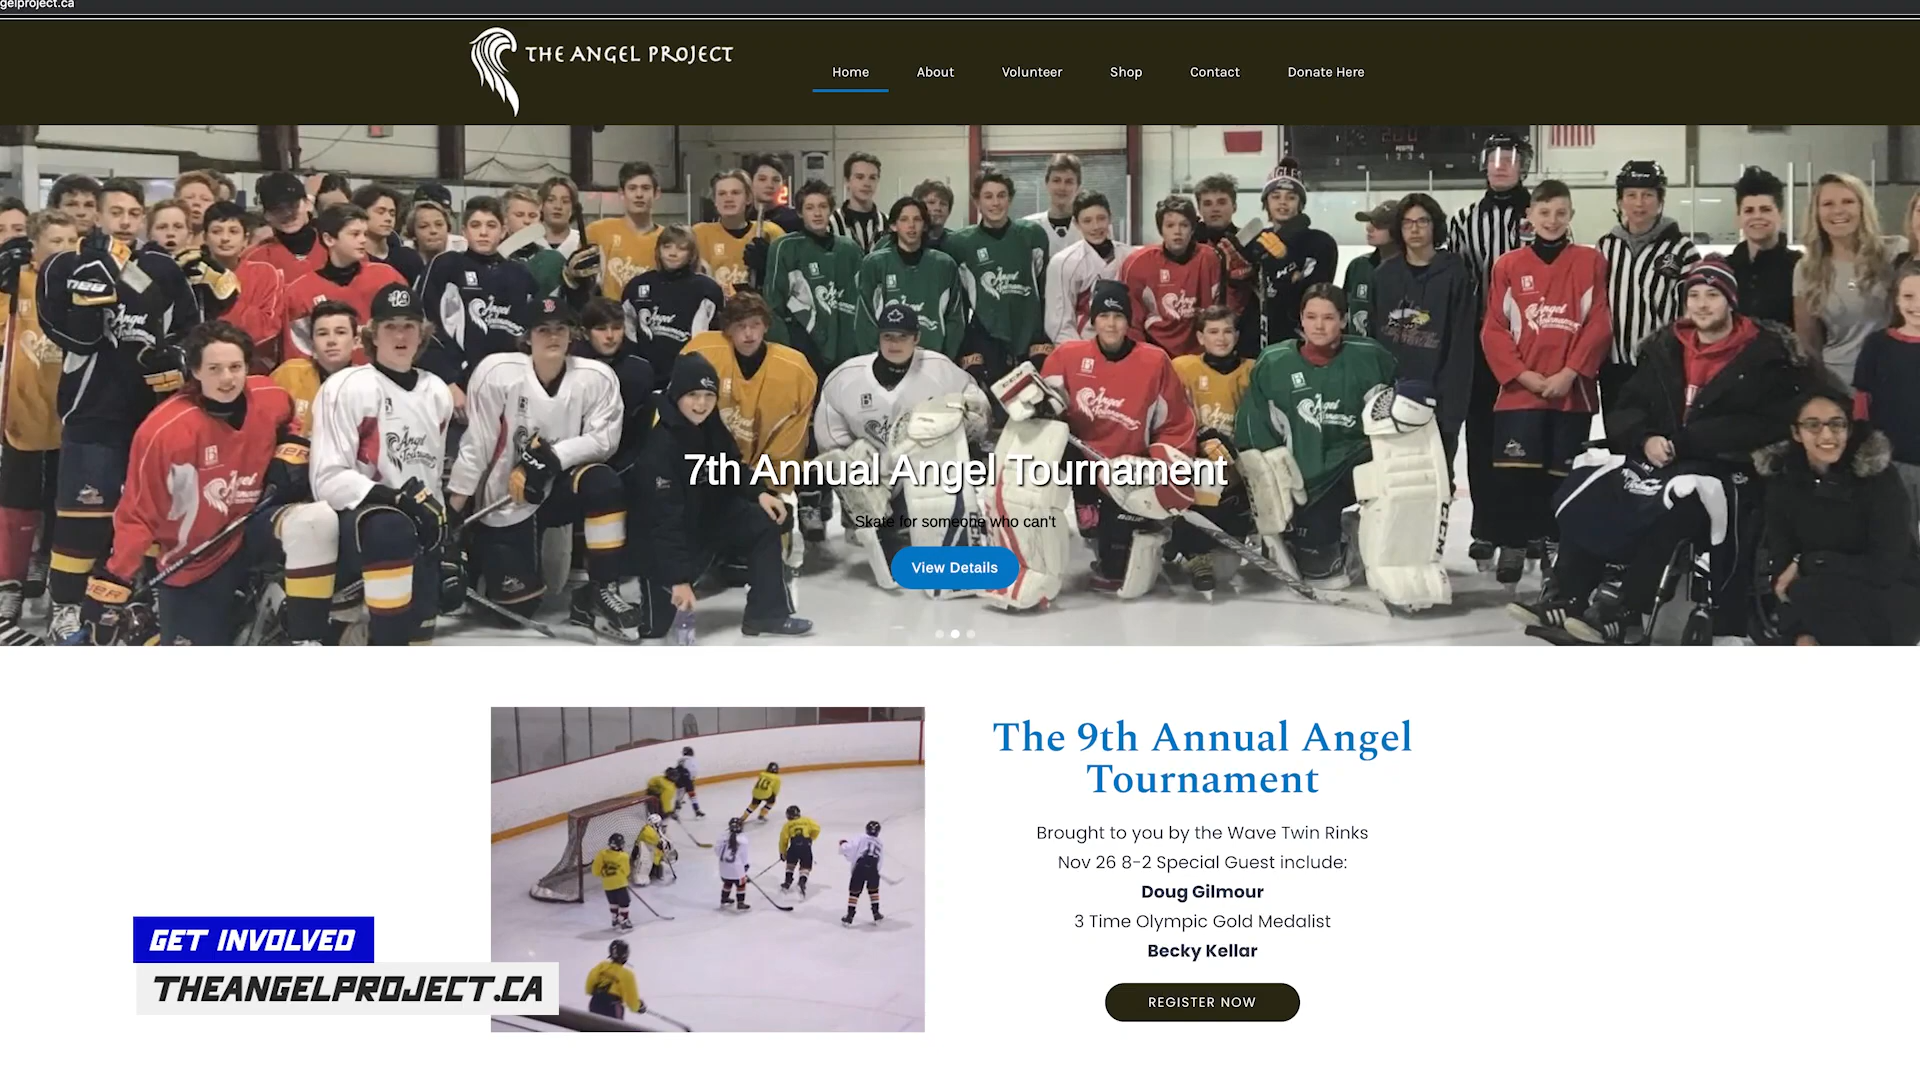 gelproject.ca
THE ANGEL PROJECT
Home
About
Volunteer
Shop
Contact
Donate Here
7th Annual Angel Tournament
Skate for someone who can't
View Details
The 9th Annual Angel
Tournament
Brought to you by the Wave Twin Rinks
Nov 26 8-2 Special Guest include:
Doug Gilmour
3 Time Olympic Gold Medalist
Becky Kellar
REGISTER NOW
GET INVOLVED
THEANGELPROJECT.CA